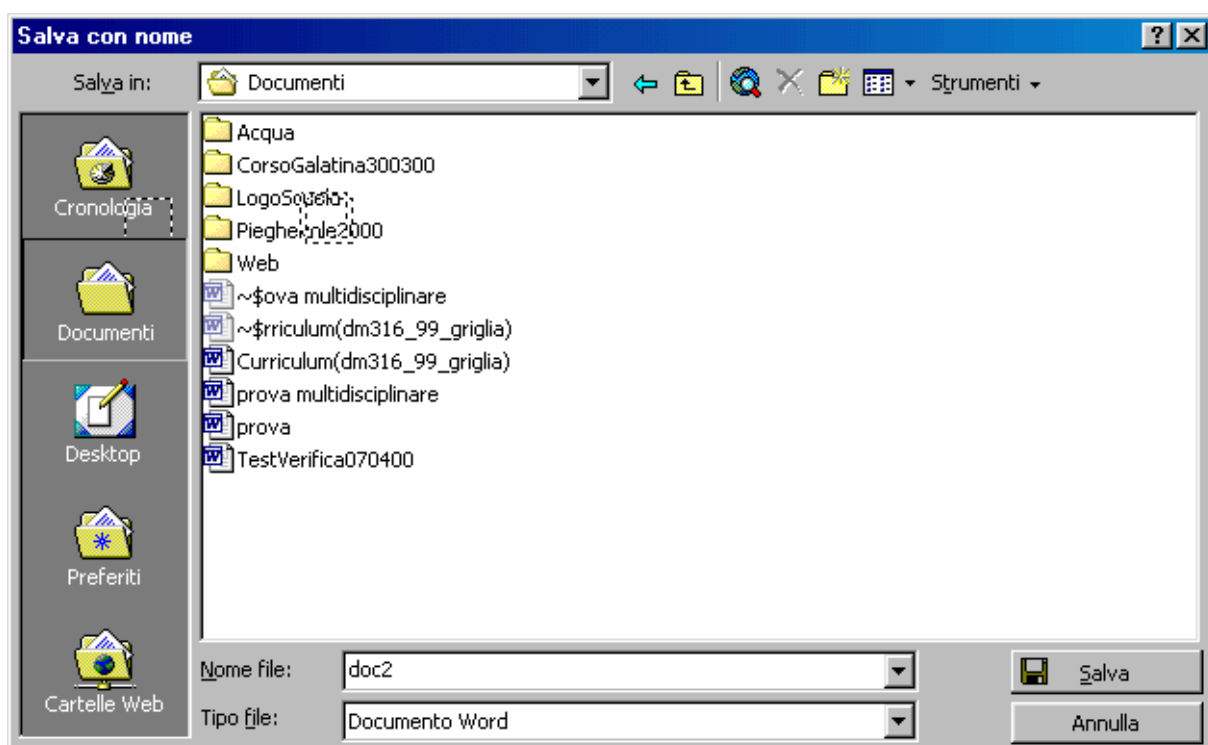 Salva con nome
Salva in:
Documenti
Strumenti
Cronologia
Documenti
Desktop
Preferiti
Cartelle Web
Acqua
CorsoGalatina300300
Web
~$ova multidisciplinare
~$rriculum(dm316_99_griglia)
Curriculum(dm316_99_griglia)
prova multidisciplinare
prova
TestVerifica070400
Nome file:
doc2
Salva
Tipo file:
Documento Word
Annulla